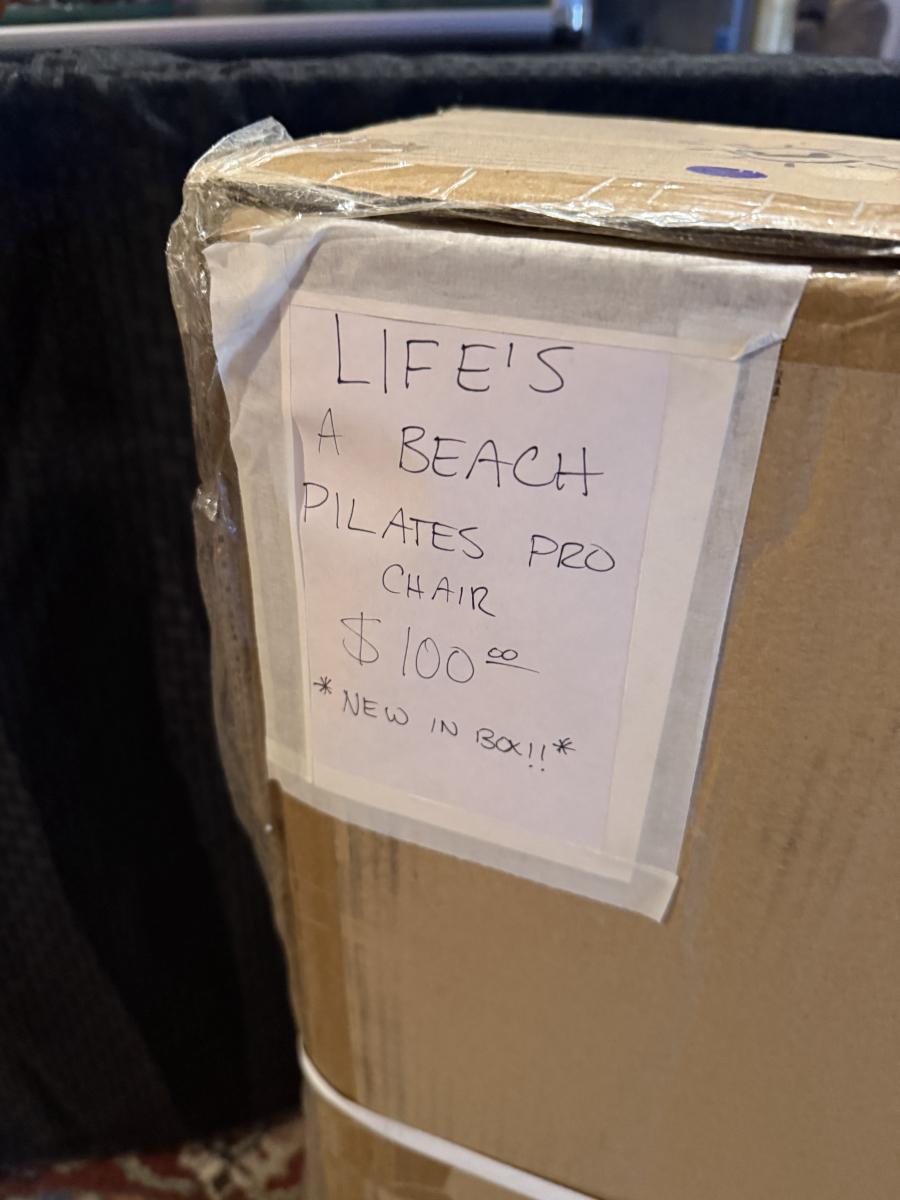 LIFE'S
A BEACH
PILATES PRO
CHAIR
$100.00
*NEW IN BOX!!*